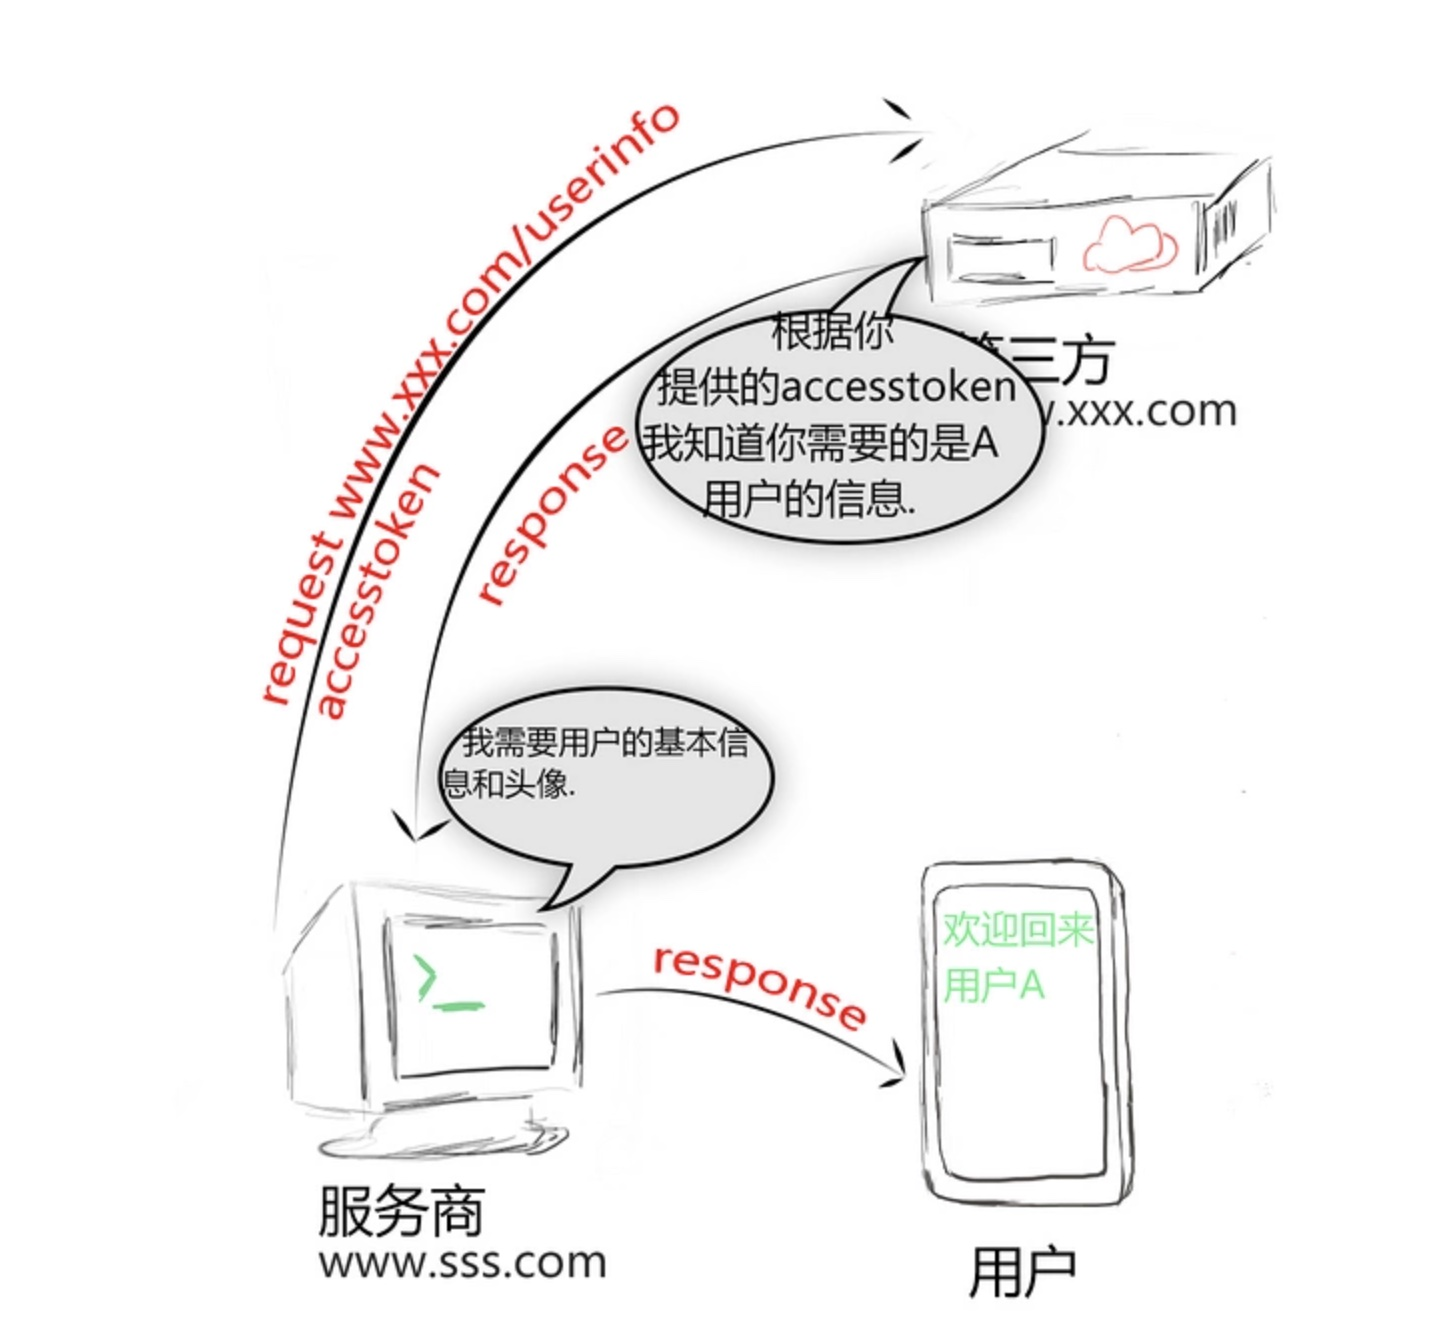 request www.xxx.com/userinfo
accesstoken
response
根据你
提供的accesstoken
我知道你需要的是A
用户的信息.
三方
.xxx.com
我需要用户的基本信
息和头像.
response
欢迎回来
用户A
服务商
www.sss.com
用户